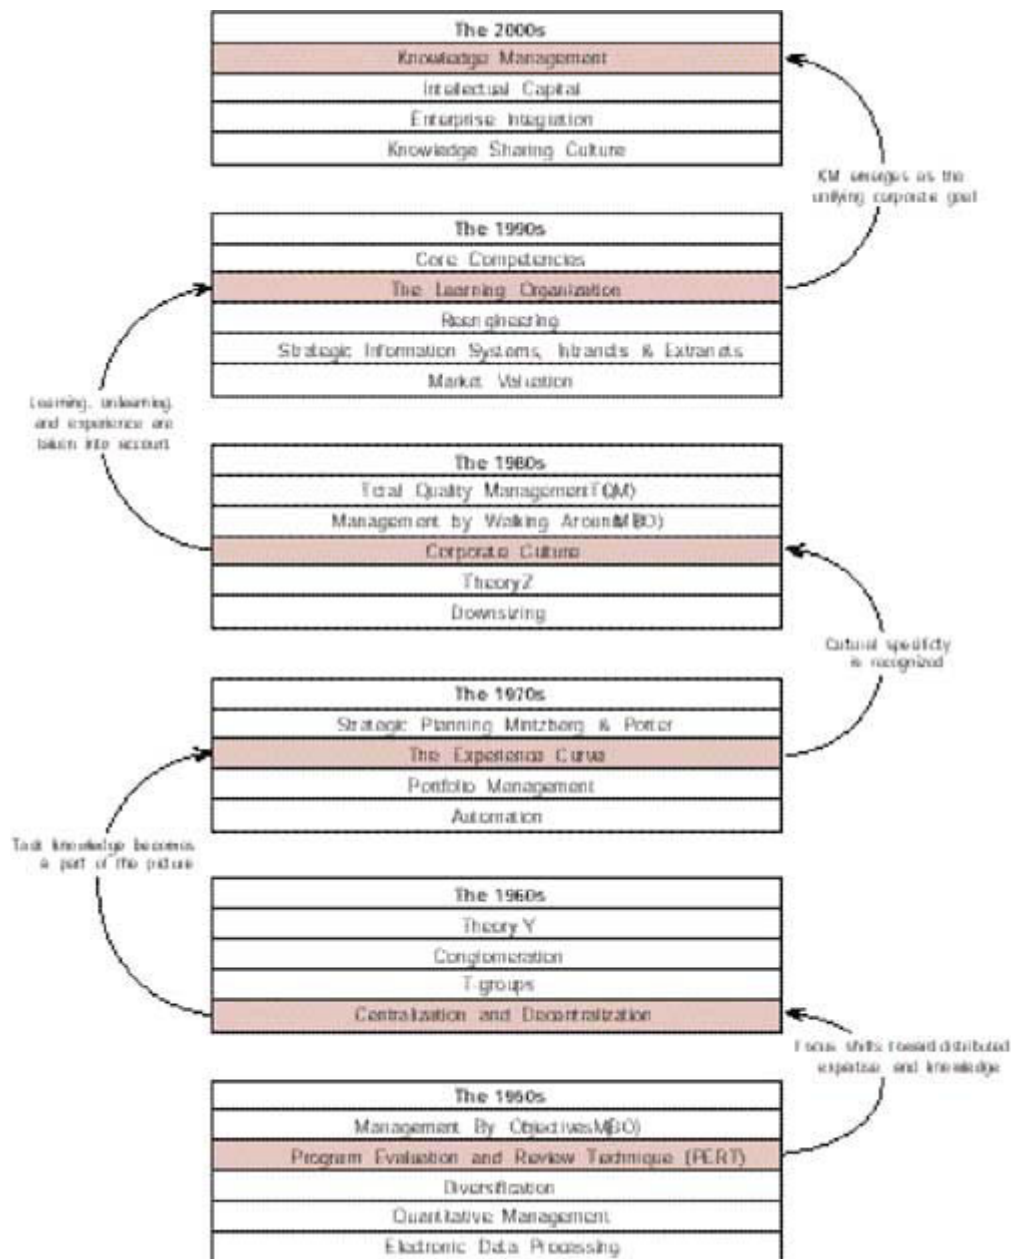 The 2000s
Knowledge Management
Intellectual Capital
Enterprise Integration
Knowledge Sharing Culture
KM emerges as the
unifying corporate goal
The 1990s
Core Competencies
The Learning Organization
Reengineering
Strategic Information Systems, Intranets & Extranets
Market Valuation
Learning, unlearning,
and experience are
taken into account
The 1980s
Total Quality Management(TQM)
Management by Walking Around
Corporate Culture
Theory Z
Downsizing
Cultural specificty
is recognized
The 1970s
Strategic Planning Mintzberg & Porter
The Experience Curve
Portfolio Management
Automation
Task knowledge becomes
a part of the picture
The 1960s
Theory Y
Conglomeration
T-groups
Centralization and Decentralization
Focus shifts toward distributed
expertise, and knowledge
The 1950s
Management By Objectives(MBO)
Program Evaluation and Review Technique (PERT)
Diversification
Quantitative Management
Electronic Data Processing